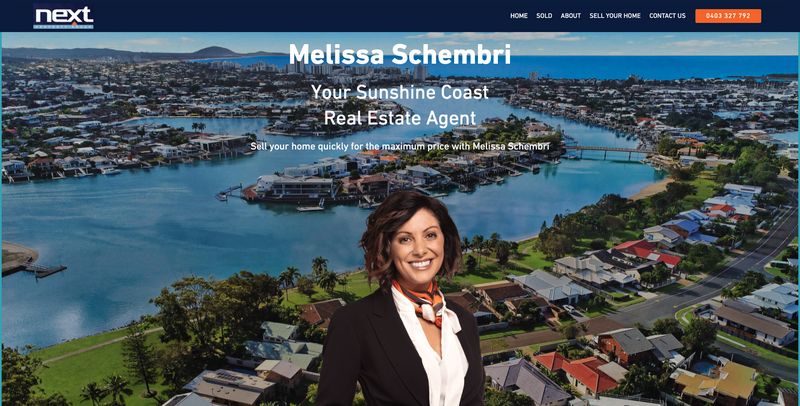 next
HOME SOLD ABOUT SELL YOUR HOME CONTACT US 0403 327 792
Melissa Schembri
Your Sunshine Coast
Real Estate Agent
Sell your home quickly for the maximum price with Melissa Schembri